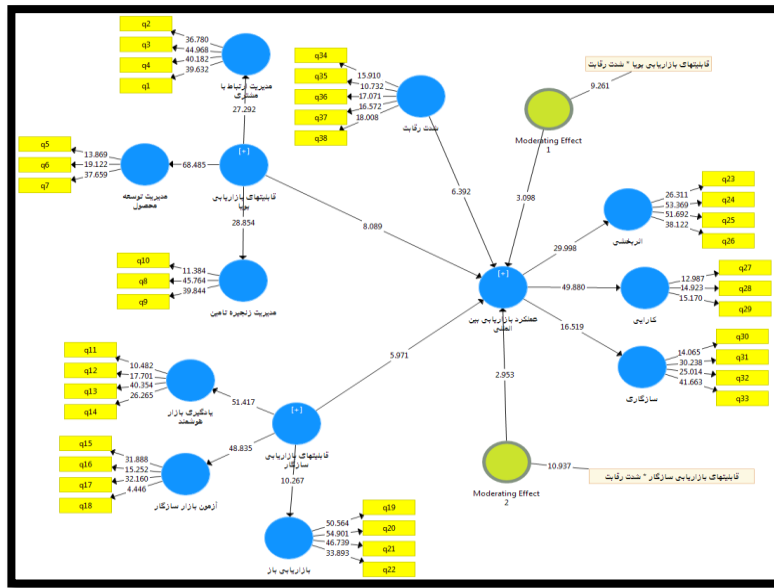 q2
q3
q4
q1
36.780
44.968
40.182
39.632
مدیریت ارتباط با
مشتری
27.292
q5
q6
q7
13.869
19.122
37.659
مدیریت توسعه
محصول
68.485
[+]
قابلیتهای بازاریابی
پویا
28.854
q10
q8
q9
11.384
45.764
39.844
مدیریت زنجیره تامین
q34
q35
q36
q37
q38
15.910
10.732
17.071
16.572
18.008
شدت رقابت
6.392
قابلیتهای بازاریابی پویا * شدت رقابت
9.261
Moderating Effect
1
3.098
8.089
[+]
عملکرد بازاریابی بین
المللی
29.998
49.880
16.519
اثربخشی
26.311
53.369
51.692
38.122
q23
q24
q25
q26
کارایی
12.987
14.923
15.170
q27
q28
q29
سازگاری
14.065
30.238
25.014
41.663
q30
q31
q32
q33
5.971
2.953
q11
q12
q13
q14
10.482
17.701
40.354
26.265
یادگیری بازار
هوشمند
51.417
[+]
قابلیتهای بازاریابی
سازگار
48.835
10.267
q15
q16
q17
q18
31.888
15.252
32.160
4.446
آزمون بازار سازگار
بازاریابی باز
50.564
54.901
46.739
33.893
q19
q20
q21
q22
Moderating Effect
2
10.937
قابلیتهای بازاریابی سازگار * شدت رقابت